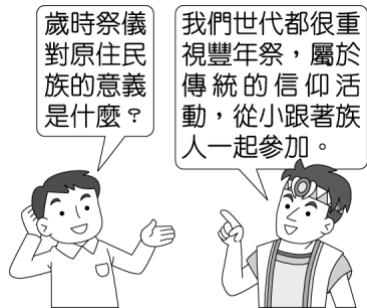 歲時祭儀
對原住民
族的意義
是什麼？
我們世代都很重
視豐年祭，屬於
傳統的信仰活
動，從小跟著族
人一起參加。